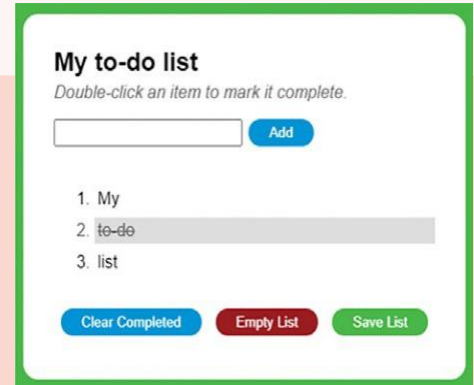 My to-do list
Double-click an item to mark it complete.
Add
1. My
2. to-do
3. list
Clear Completed Empty List Save List